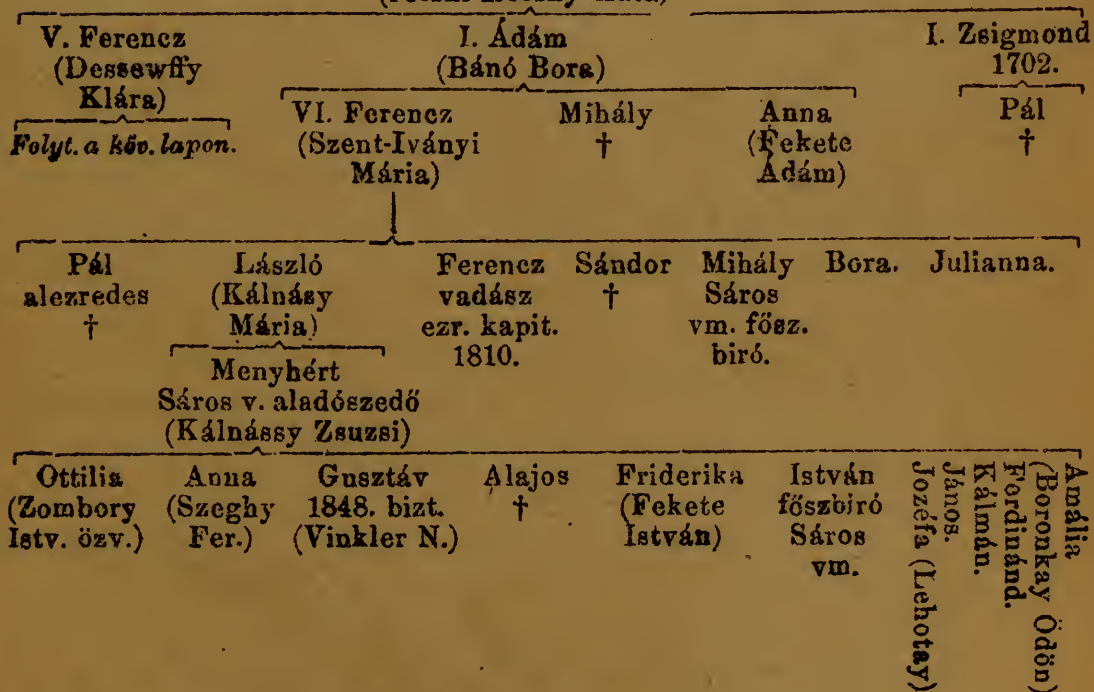 V. Ferencz
(Dessewffy
Klára)
Folyt. a köv. lapon.
I. Ádám
(Bánó Bora)
I. Zsigmond
1702.
VI. Ferencz
(Szent-Iványi
Mária)
Mihály
†
Anna
(Fekete
Ádám)
Pál
†
Pál
alezredes
†
László
(Kálnásy
Mária)
Ferencz
vadász
ezr. kapit.
1810.
Sándor
†
Mihály
Sáros
vm. fősz.
biró.
Bora.
Julianna.
Menyhért
Sáros v. aladószedő
(Kálnássy Zsuzsi)
Ottilia
(Zombory
Istv. özv.)
Anna
(Szeghy
Fer.)
Gusztáv
1848. bizt.
(Vinkler N.)
Alajos
†
Friderika
(Fekete
István)
István
főszbiró
Sáros
vm.
Amália
(Boronkay Ödön)
Ferdinánd.
Kálmán.
János.
Jozéfa (Lehotay)